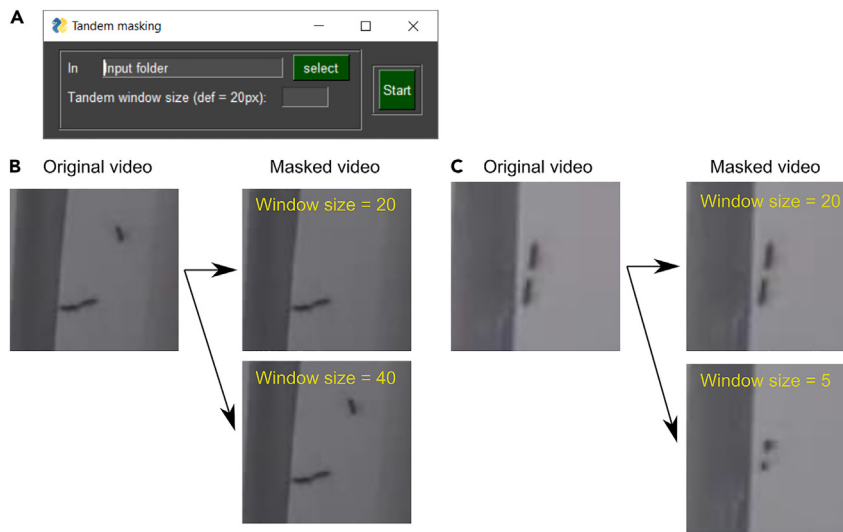 A
Tandem masking
In Input folder select
Tandem window size (def = 20px):
Start
B Original video Masked video
Window size = 20
Window size = 40
C Original video Masked video
Window size = 20
Window size = 5